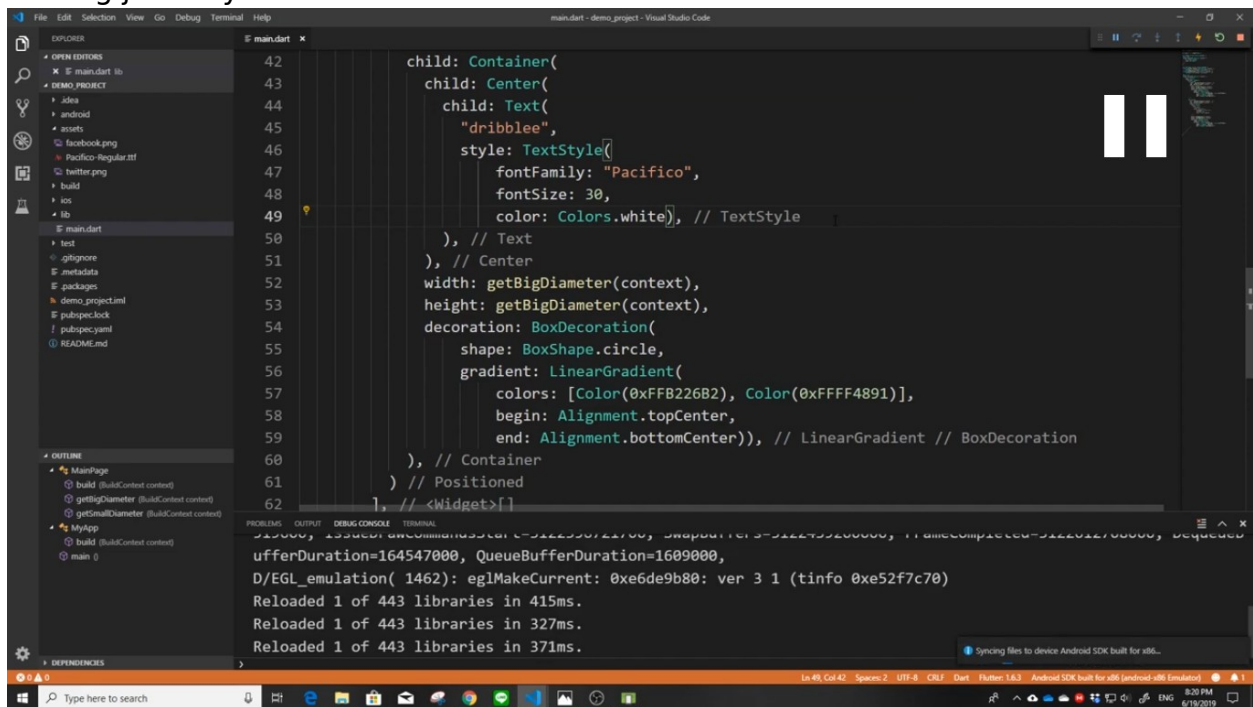 File Edit Selection View Go Debug Terminal Help
main.dart - demo_project - Visual Studio Code
EXPLORER
OPEN EDITORS
main.dart lib
DEMO_PROJECT
.idea
android
assets
facebook.png
Pacifico-Regular.ttf
twitter.png
build
ios
lib
main.dart
test
.gitignore
.metadata
.packages
demo_project.iml
pubspec.lock
pubspec.yaml
README.md
OUTLINE
MainPage
build (BuildContext context)
getBigDiameter (BuildContext context)
getSmallDiameter (BuildContext context)
MyApp
build (BuildContext context)
main ()
DEPENDENCIES
main.dart
42 child: Container(
43 child: Center(
44 child: Text(
45 "dribblee",
46 style: TextStyle(
47 fontFamily: "Pacifico",
48 fontSize: 30,
49 color: Colors.white), // TextStyle
50 ), // Text
51 ), // Center
52 width: getBigDiameter(context),
53 height: getBigDiameter(context),
54 decoration: BoxDecoration(
55 shape: BoxShape.circle,
56 gradient: LinearGradient(
57 colors: [Color(0xFFB226B2), Color(0xFFFF4891)],
58 begin: Alignment.topCenter,
59 end: Alignment.bottomCenter)), // LinearGradient // BoxDecoration
60 ), // Container
61 ) // Positioned
62 ], // <Widget>[]
PROBLEMS OUTPUT DEBUG CONSOLE TERMINAL
ufferDuration=164547000, QueueBufferDuration=1609000,
D/EGL_emulation( 1462): eglMakeCurrent: 0xe6de9b80: ver 3 1 (tinfo 0xe52f7c70)
Reloaded 1 of 443 libraries in 415ms.
Reloaded 1 of 443 libraries in 327ms.
Reloaded 1 of 443 libraries in 371ms.
Syncing files to device Android SDK built for x86...
0 0 Ln 49, Col 42 Spaces: 2 UTF-8 CRLF Dart Flutter: 1.6.3 Android SDK built for x86 (android-x86 Emulator) 1
Type here to search
ENG
8:20 PM
6/19/2019